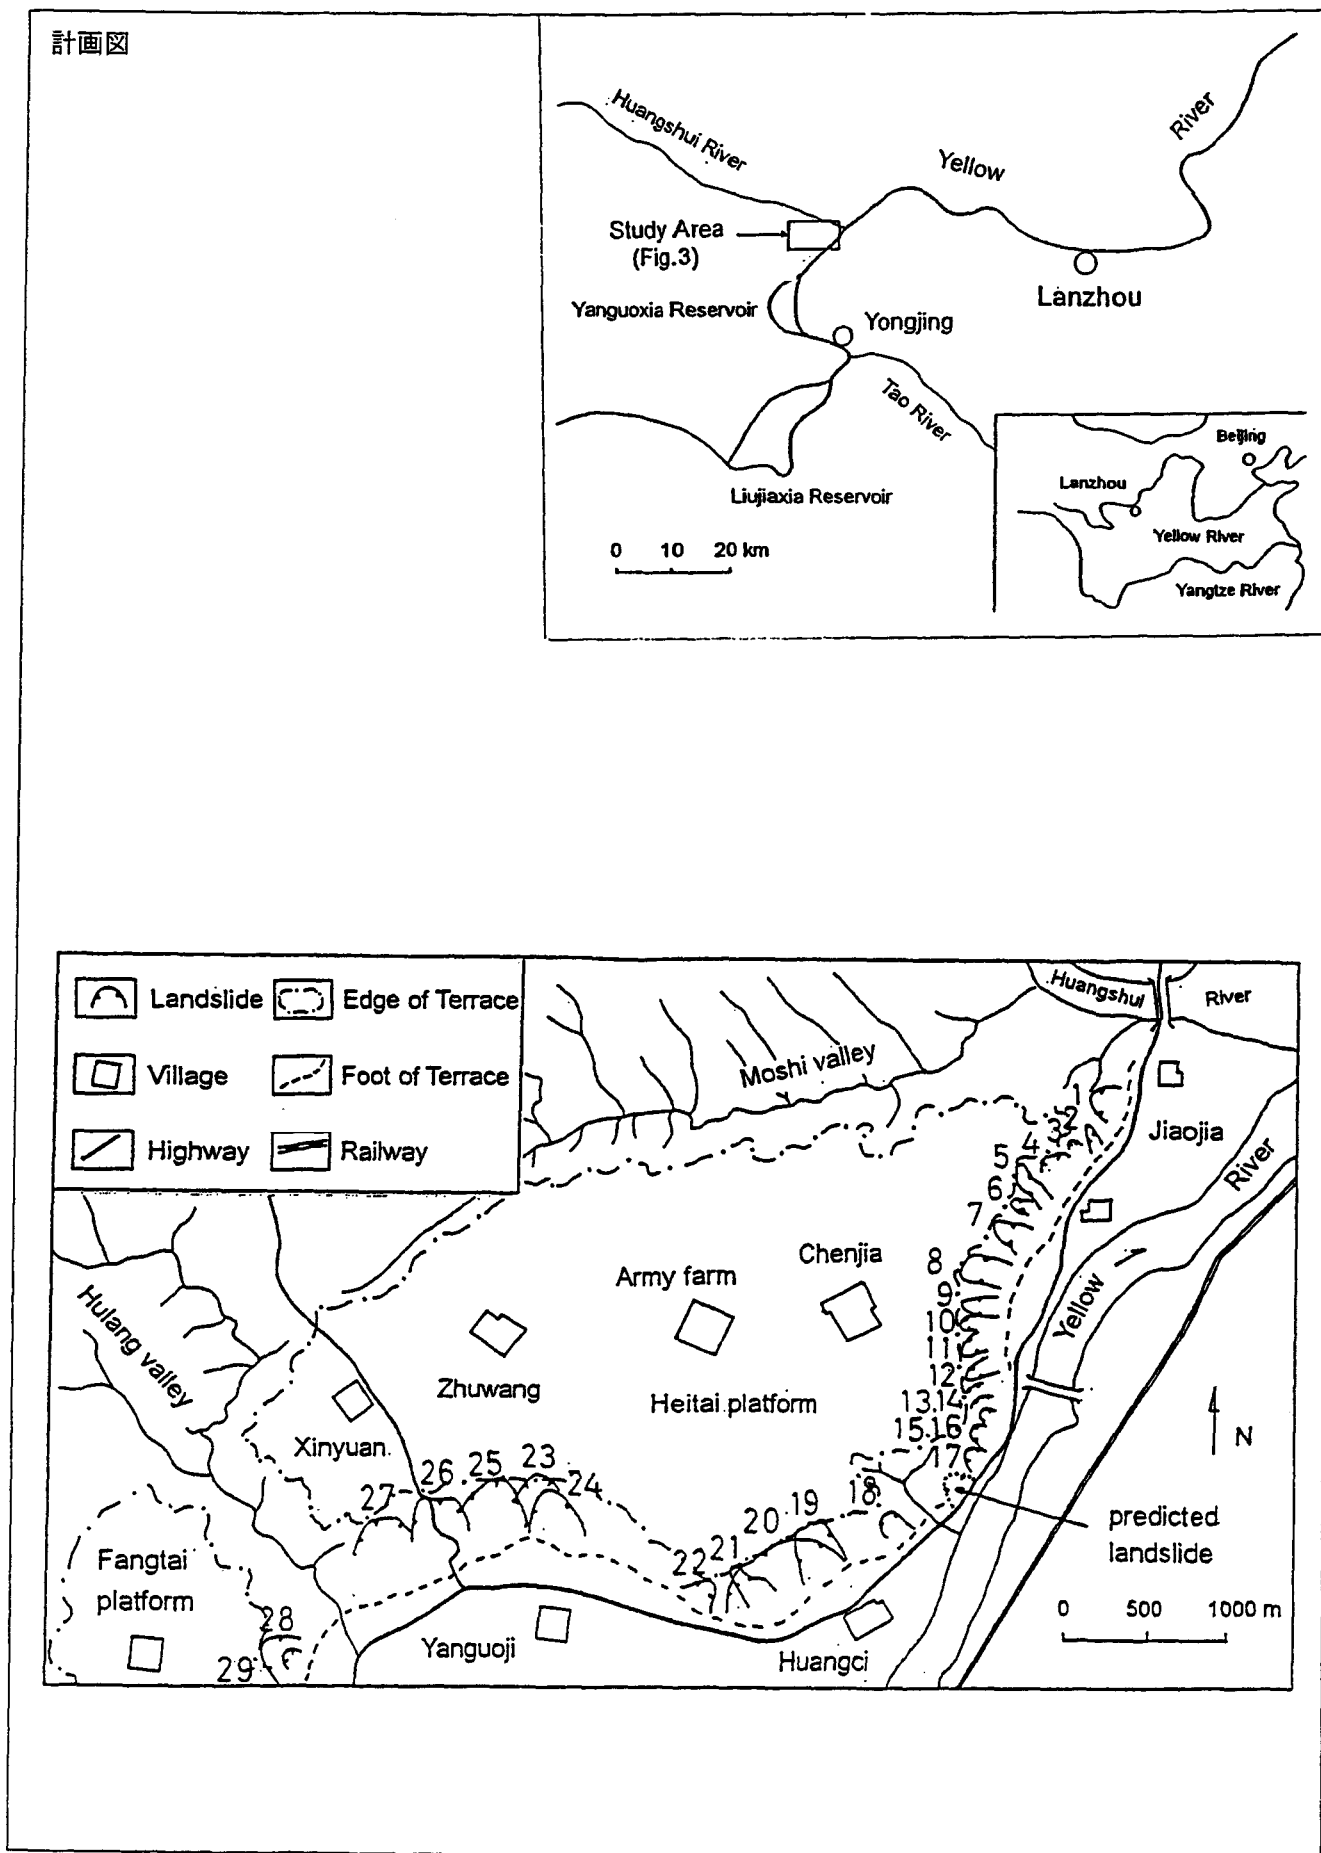 計画図
Huangshui River
Yellow
River
Study Area
(Fig.3)
Lanzhou
Yanguoxia Reservoir
Yongjing
Tao River
Liujiaxia Reservoir
0 10 20 km
Beijing
Lanzhou
Yellow River
Yangtze River
Landslide
Edge of Terrace
Village
Foot of Terrace
Highway
Railway
Huangshui
River
Moshi valley
1
2
3
4
5
6
7
8
9
10
11
12
13.14
15.16
17
18
19
20
21
22
23
24
25
26
27
28
29
Jiaojia
River
Yellow
Chenjia
Army farm
Heitai platform
Zhuwang
Xinyuan
Hulang valley
Fangtai
platform
Yanguoji
Huangci
N
predicted
landslide
0 500 1000 m